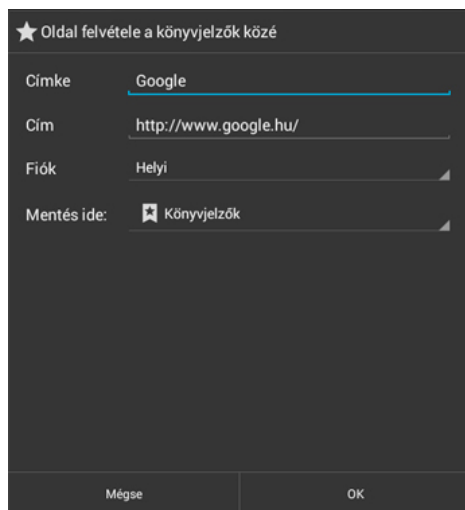 Oldal felvétele a könyvjelzők közé
Címke Google
Cím http://www.google.hu/
Fiók Helyi
Mentés ide: Könyvjelzők
Mégse OK